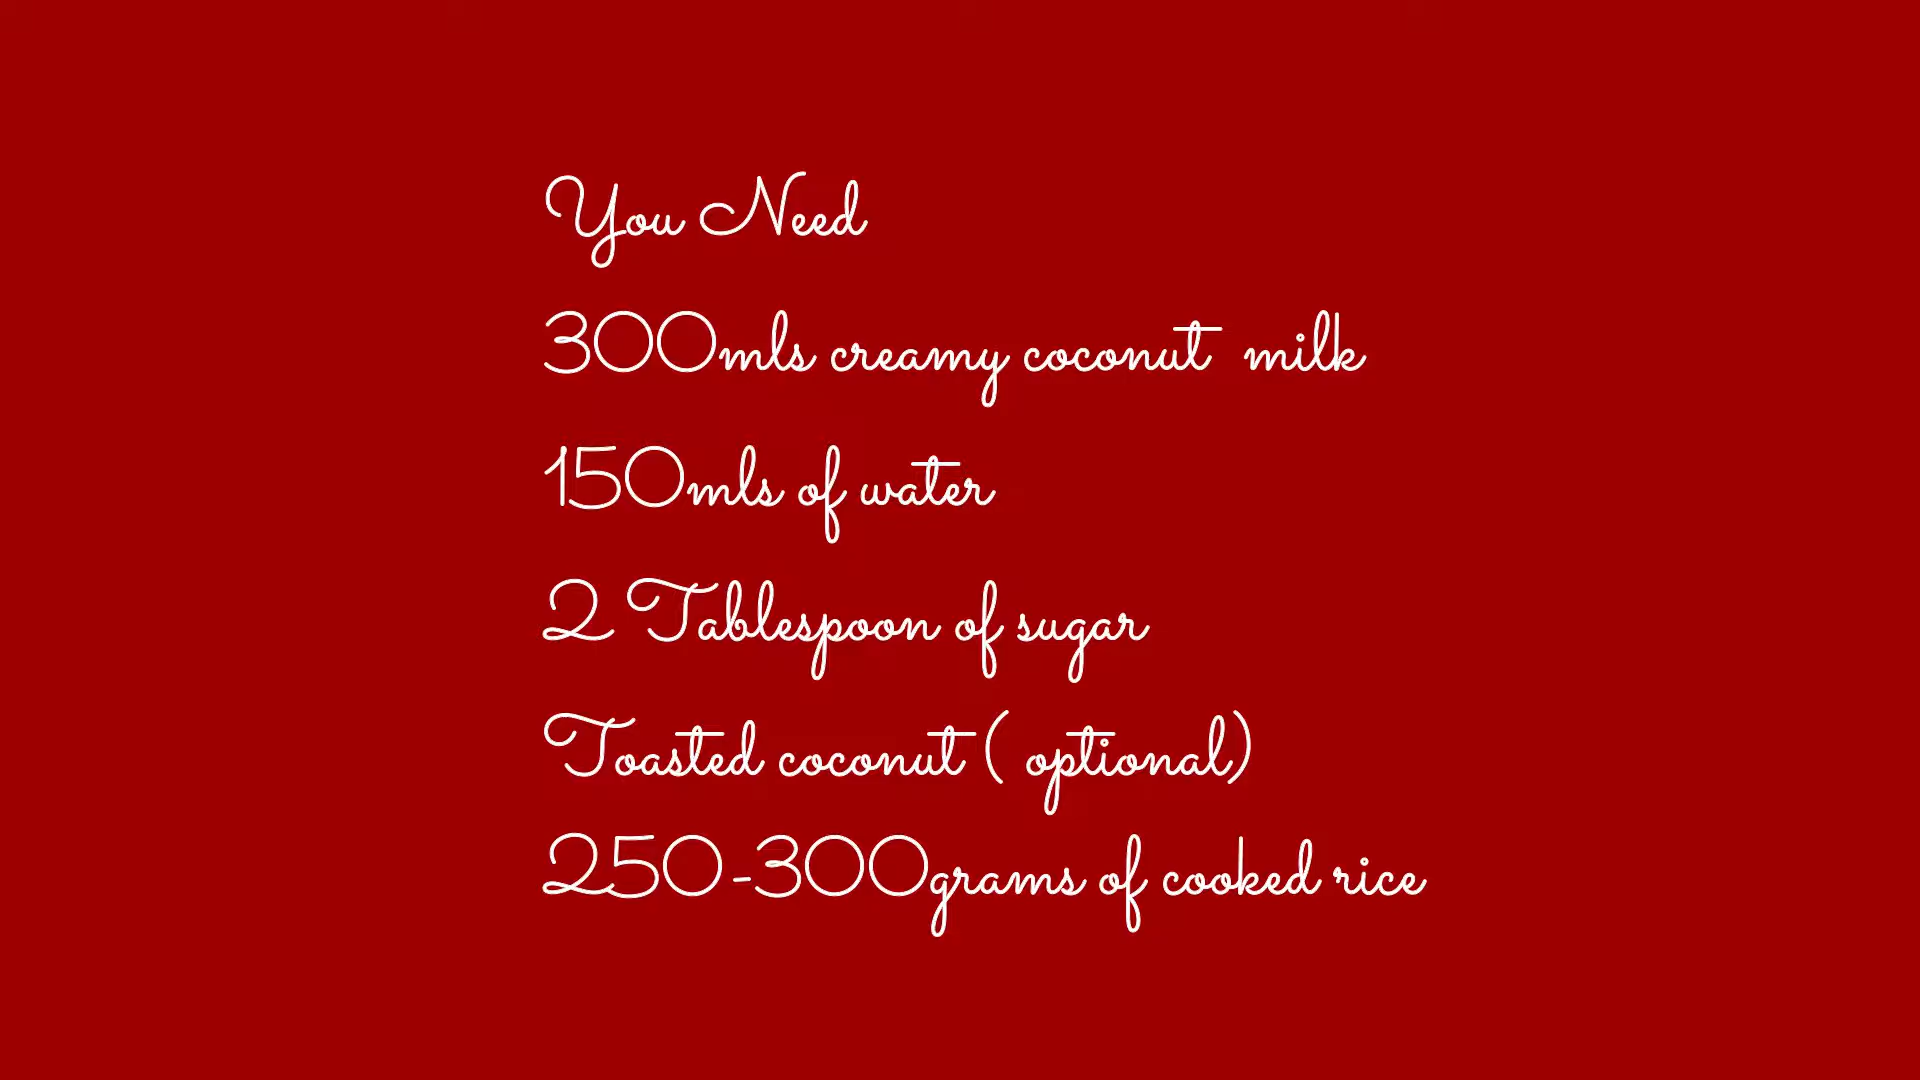 You Need
300mls creamy coconut milk
150mls of water
2 Tablespoon of sugar
Toasted coconut ( optional)
250-300grams of cooked rice